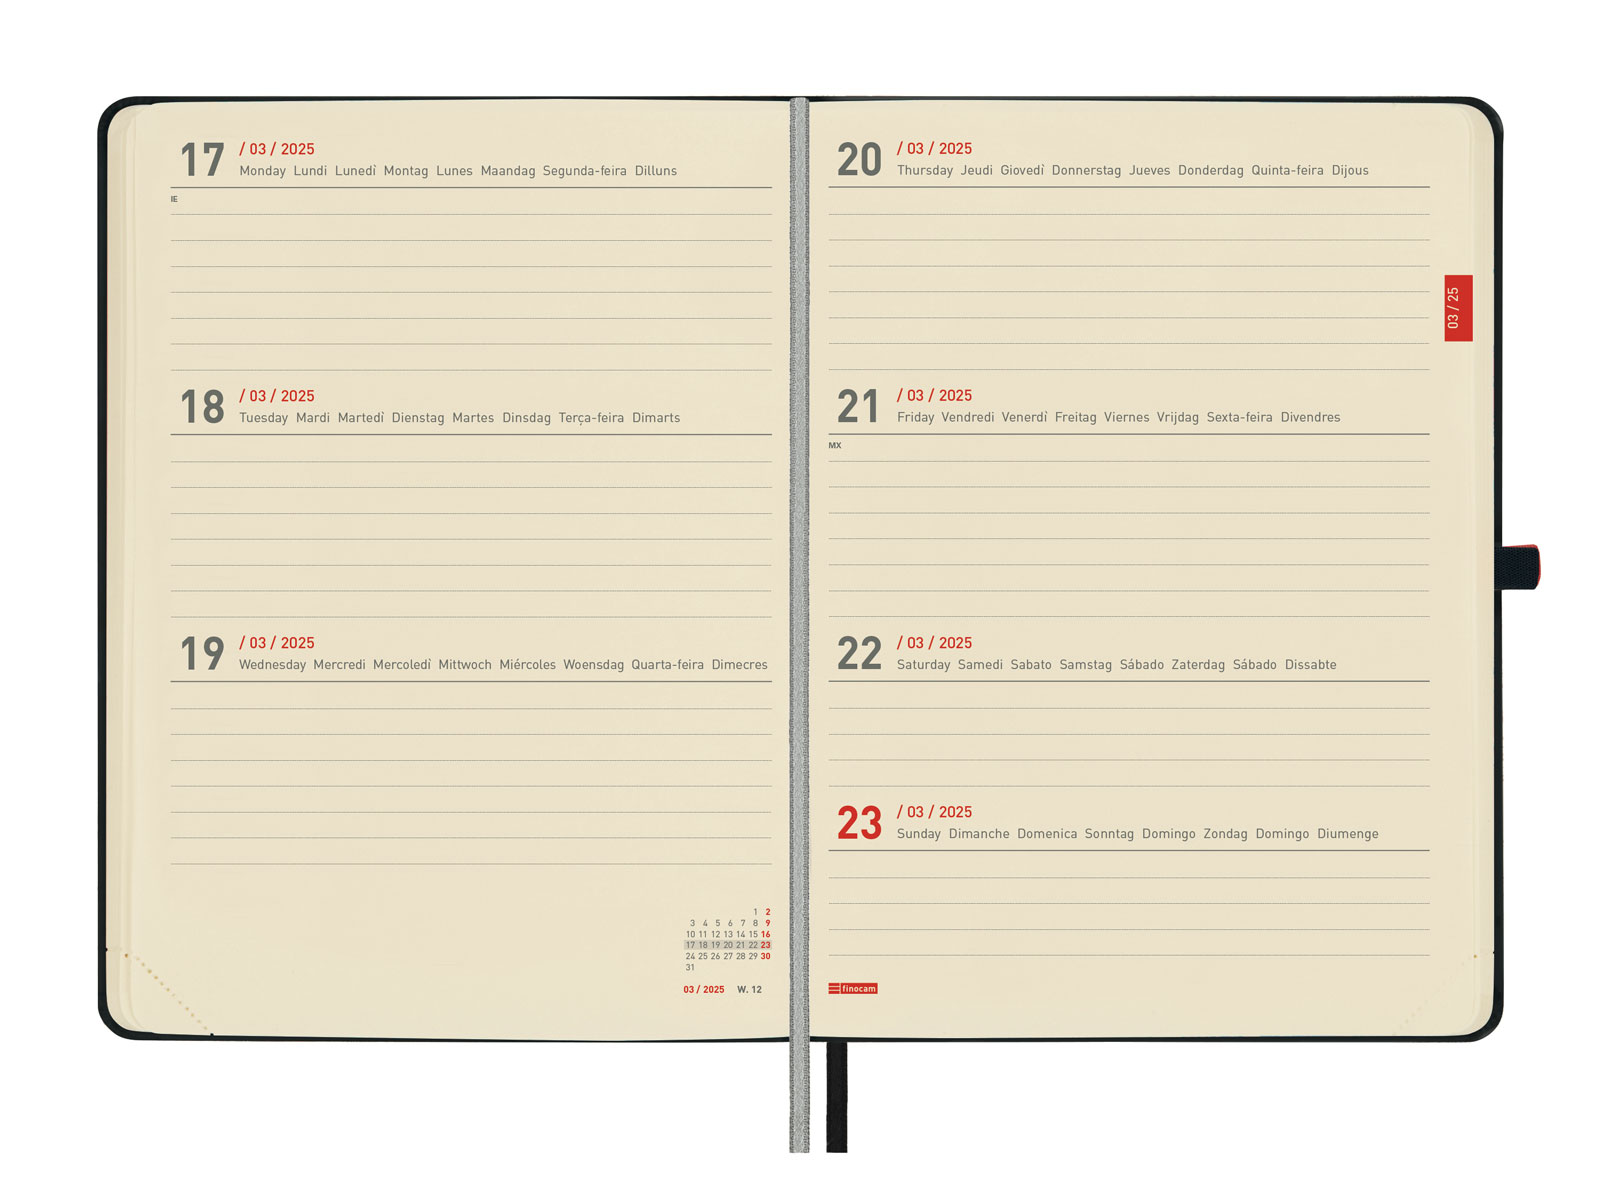 17 / 03 / 2025
Monday Lundi Lunedì Montag Lunes Maandag Segunda-feira Dilluns
IE
18 / 03 / 2025
Tuesday Mardi Martedì Dienstag Martes Dinsdag Terça-feira Dimarts
19 / 03 / 2025
Wednesday Mercredi Mercoledì Mittwoch Miércoles Woensdag Quarta-feira Dimecres
1 2
3 4 5 6 7 8 9
10 11 12 13 14 15 16
17 18 19 20 21 22 23
24 25 26 27 28 29 30
31
03 / 2025 W. 12
20 / 03 / 2025
Thursday Jeudi Giovedì Donnerstag Jueves Donderdag Quinta-feira Dijous
03 / 25
21 / 03 / 2025
Friday Vendredi Venerdì Freitag Viernes Vrijdag Sexta-feira Divendres
MX
22 / 03 / 2025
Saturday Samedi Sabato Samstag Sábado Zaterdag Sábado Dissabte
23 / 03 / 2025
Sunday Dimanche Domenica Sonntag Domingo Zondag Domingo Diumenge
finocam